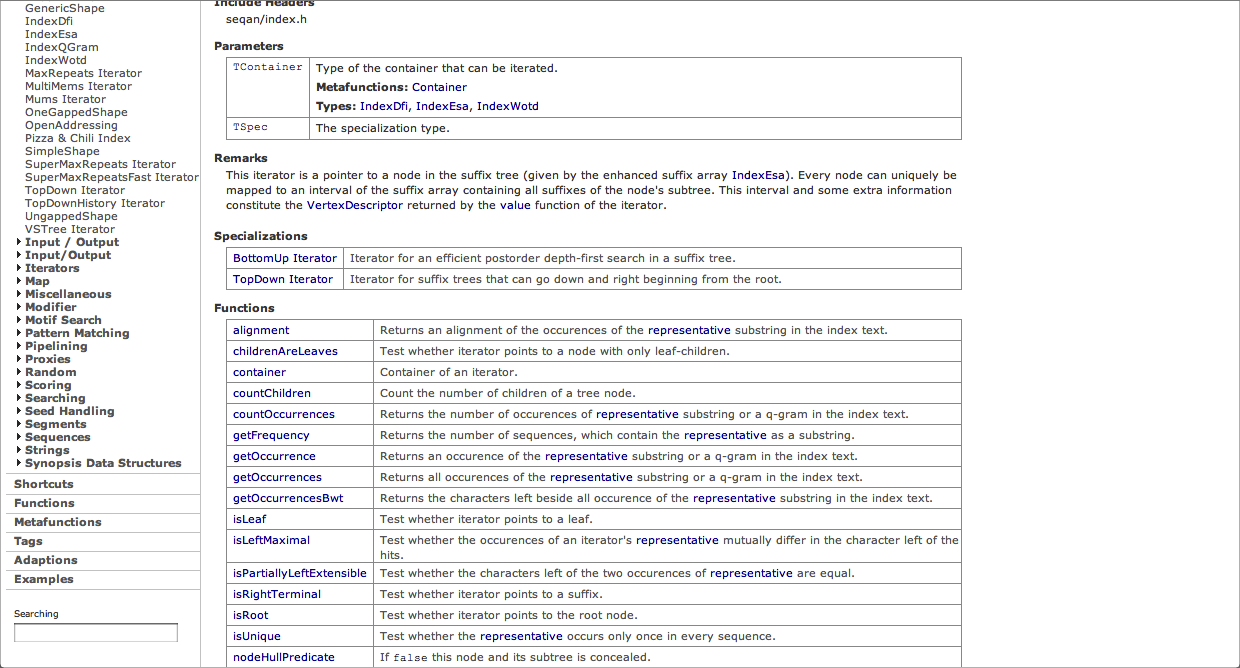 GenericShape
IndexDfi
IndexEsa
IndexQGram
IndexWotd
MaxRepeats Iterator
MultiMems Iterator
Mums Iterator
OneGappedShape
OpenAddressing
Pizza & Chili Index
SimpleShape
SuperMaxRepeats Iterator
SuperMaxRepeatsFast Iterator
TopDown Iterator
TopDownHistory Iterator
UngappedShape
VSTree Iterator
Input / Output
Input/Output
Iterators
Map
Miscellaneous
Modifier
Motif Search
Pattern Matching
Pipelining
Proxies
Random
Scoring
Searching
Seed Handling
Segments
Sequences
Strings
Synopsis Data Structures
Shortcuts
Functions
Metafunctions
Tags
Adaptions
Examples
Searching
Include Headers
seqan/index.h
Parameters
TContainer Type of the container that can be iterated.
Metafunctions: Container
Types: IndexDfi, IndexEsa, IndexWotd
TSpec The specialization type.
Remarks
This iterator is a pointer to a node in the suffix tree (given by the enhanced suffix array IndexEsa). Every node can uniquely be
mapped to an interval of the suffix array containing all suffixes of the node's subtree. This interval and some extra information
constitute the VertexDescriptor returned by the value function of the iterator.
Specializations
BottomUp Iterator Iterator for an efficient postorder depth-first search in a suffix tree.
TopDown Iterator Iterator for suffix trees that can go down and right beginning from the root.
Functions
alignment Returns an alignment of the occurences of the representative substring in the index text.
childrenAreLeaves Test whether iterator points to a node with only leaf-children.
container Container of an iterator.
countChildren Count the number of children of a tree node.
countOccurrences Returns the number of occurences of representative substring or a q-gram in the index text.
getFrequency Returns the number of sequences, which contain the representative as a substring.
getOccurrence Returns an occurence of the representative substring or a q-gram in the index text.
getOccurrences Returns all occurences of the representative substring or a q-gram in the index text.
getOccurrencesBwt Returns the characters left beside all occurence of the representative substring in the index text.
isLeaf Test whether iterator points to a leaf.
isLeftMaximal Test whether the occurences of an iterator's representative mutually differ in the character left of the
hits.
isPartiallyLeftExtensible Test whether the characters left of the two occurences of representative are equal.
isRightTerminal Test whether iterator points to a suffix.
isRoot Test whether iterator points to the root node.
isUnique Test whether the representative occurs only once in every sequence.
nodeHullPredicate If false this node and its subtree is concealed.